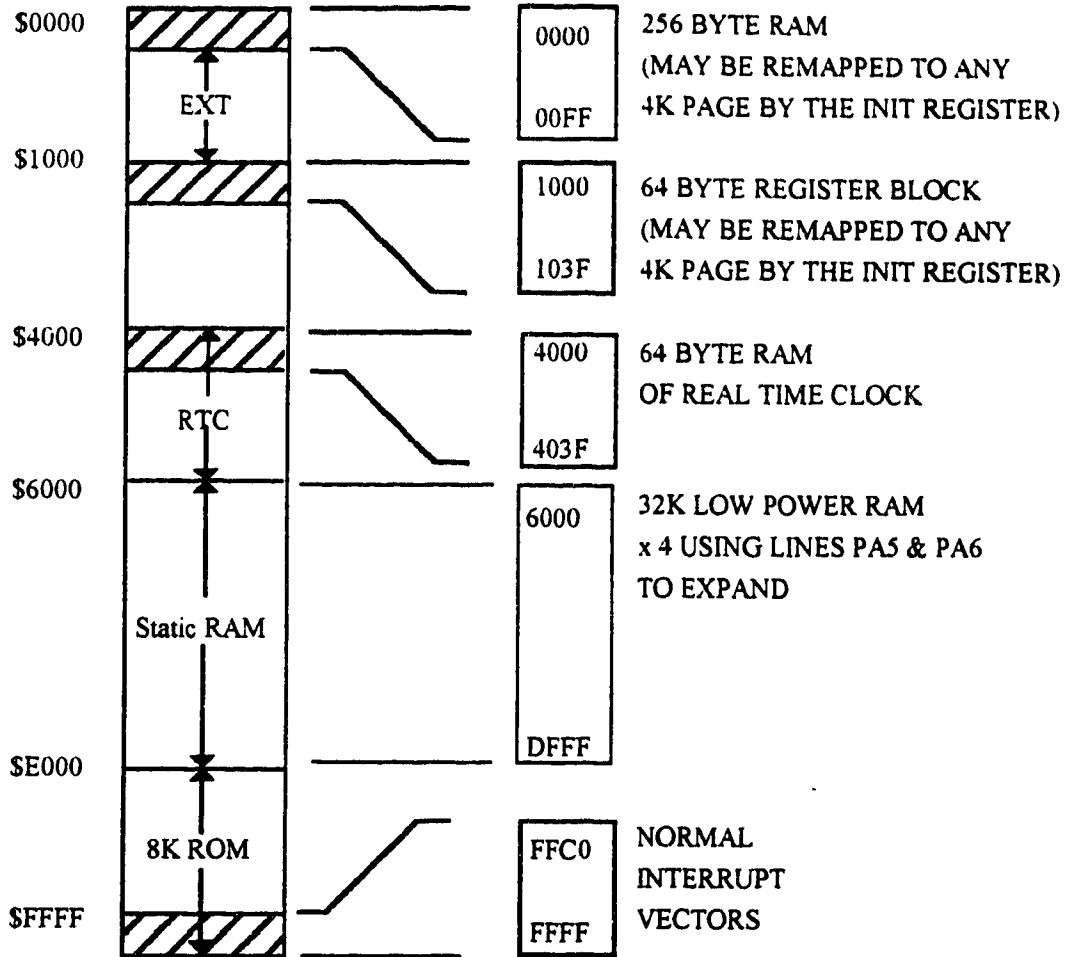 $0000
EXT
0000
00FF
256 BYTE RAM
(MAY BE REMAPPED TO ANY
4K PAGE BY THE INIT REGISTER)
$1000
1000
103F
64 BYTE REGISTER BLOCK
(MAY BE REMAPPED TO ANY
4K PAGE BY THE INIT REGISTER)
$4000
RTC
4000
403F
64 BYTE RAM
OF REAL TIME CLOCK
$6000
Static RAM
6000
DFFF
32K LOW POWER RAM
x 4 USING LINES PA5 & PA6
TO EXPAND
$E000
8K ROM
$FFFF
FFC0
FFFF
NORMAL
INTERRUPT
VECTORS